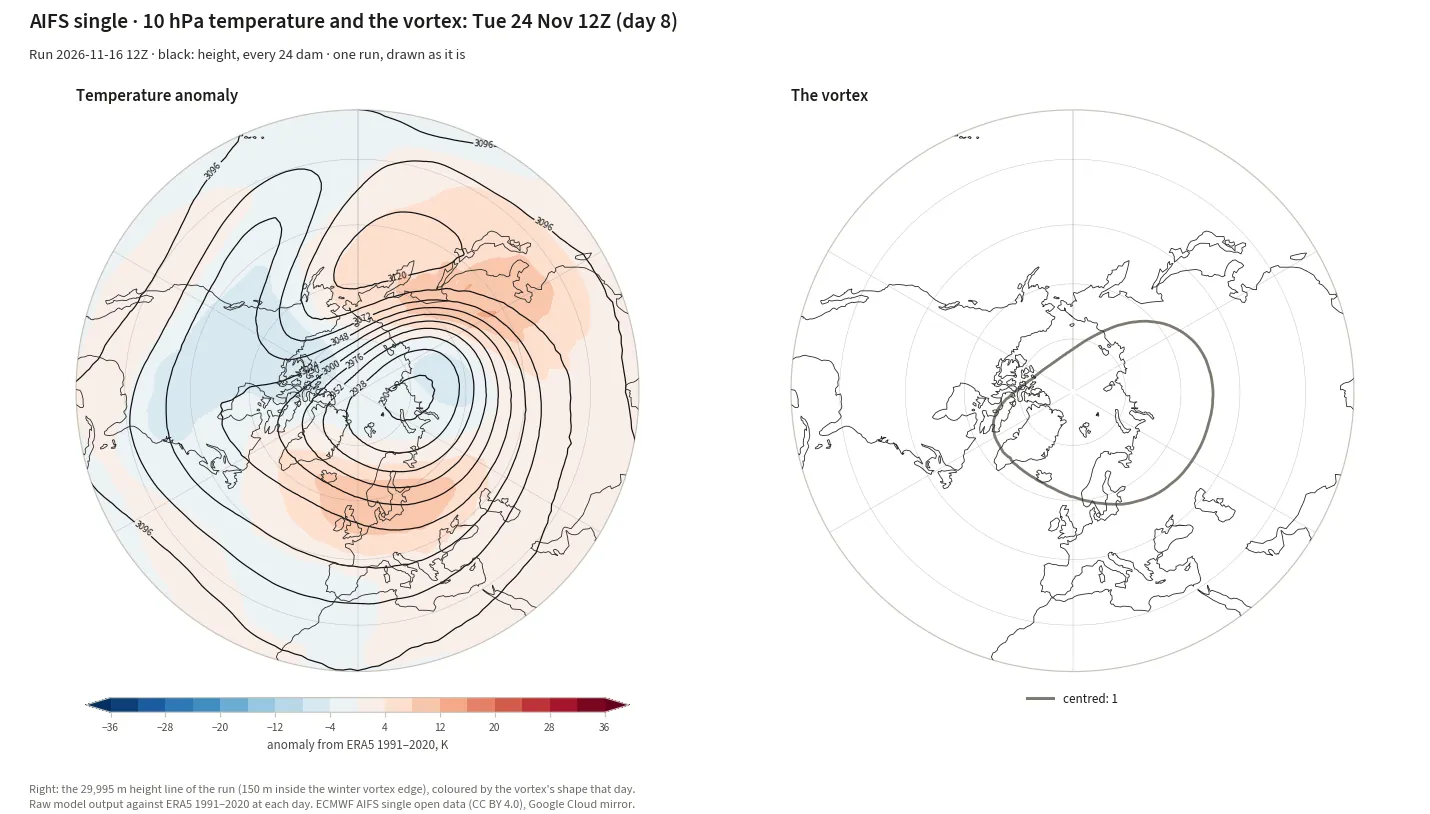 AIFS single · 10 hPa temperature and the vortex: Tue 24 Nov 12Z (day 8)
Run 2026-11-16 12Z · black: height, every 24 dam · one run, drawn as it is
Temperature anomaly
The vortex
3096
3096
3096
3120
3072
3048
3000
2976
2928
3096
−36 −28 −20 −12 −4 4 12 20 28 36
anomaly from ERA5 1991–2020, K
centred: 1
Right: the 29,995 m height line of the run (150 m inside the winter vortex edge), coloured by the vortex's shape that day.
Raw model output against ERA5 1991–2020 at each day. ECMWF AIFS single open data (CC BY 4.0), Google Cloud mirror.